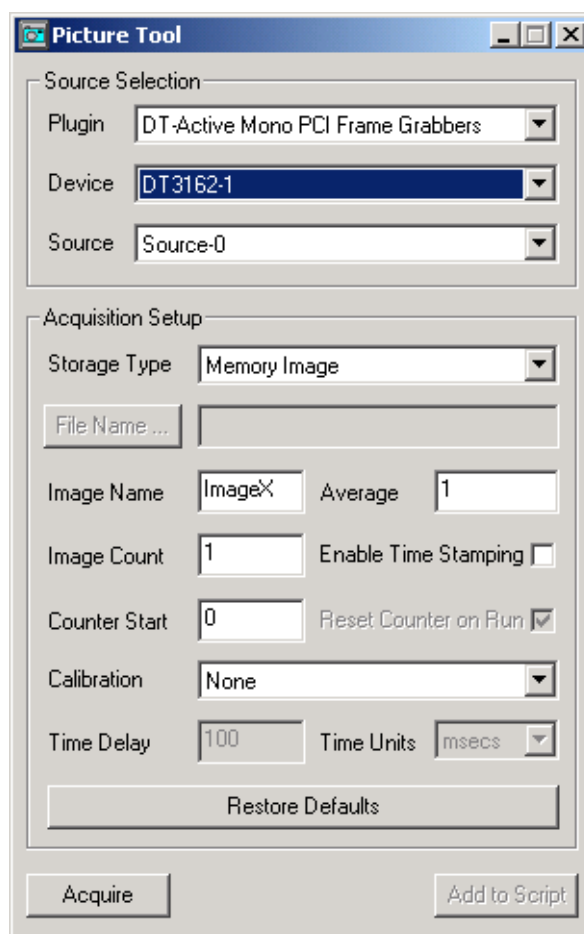 Picture Tool
Source Selection
Plugin DT-Active Mono PCI Frame Grabbers
Device DT3162-1
Source Source-0
Acquisition Setup
Storage Type Memory Image
File Name ...
Image Name ImageX Average 1
Image Count 1 Enable Time Stamping
Counter Start 0 Reset Counter on Run
Calibration None
Time Delay 100 Time Units msecs
Restore Defaults
Acquire Add to Script